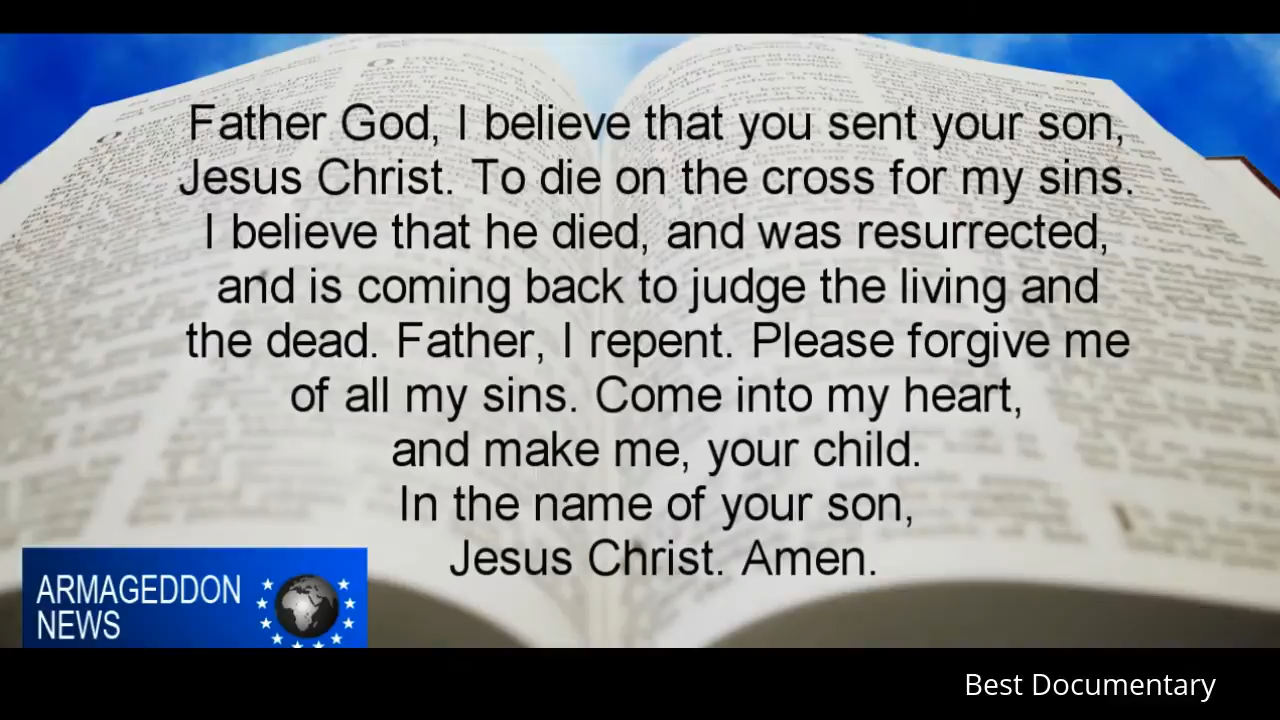 Father God, I believe that you sent your son,
Jesus Christ. To die on the cross for my sins.
I believe that he died, and was resurrected,
and is coming back to judge the living and
the dead. Father, I repent. Please forgive me
of all my sins. Come into my heart,
and make me, your child.
In the name of your son,
Jesus Christ. Amen.
ARMAGEDDON
NEWS
Best Documentary